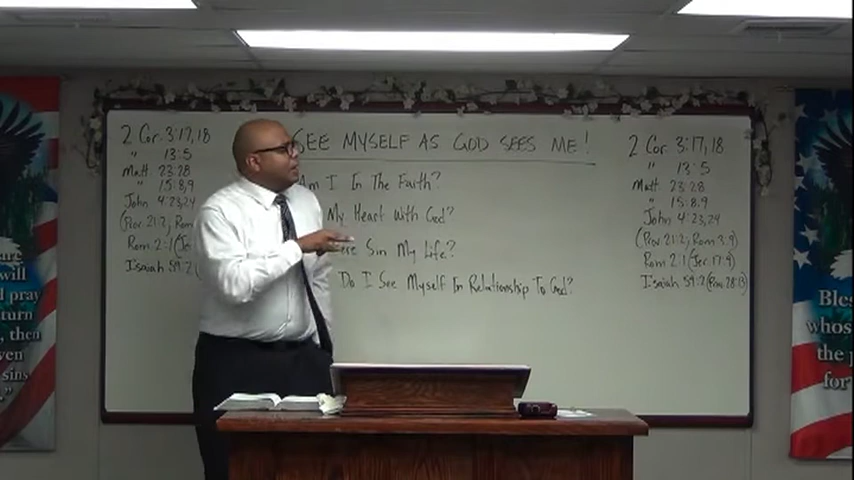 2 Cor. 3:17,18
" 13:5
Matt. 23:28
" 15:8,9
John 4:23,24
(Prov. 21:2, Rom
Rom 2:1 (Jer
Isaiah 59:2
SEE MYSELF AS GOD SEES ME!
Am I In The Faith?
My Heart With God?
Sin My Life?
Do I See Myself In Relationship To God?
2 Cor. 3:17,18
" 13:5
Matt. 23:28
" 15:8,9
John 4:23,24
(Prov. 21:2, Rom 3:9)
Rom 2:1 (Jer. 17:9)
Isaiah 59:2 (Prov. 28:13)
are
will
d pray
turn
, then
ven
sins
."
Bles
whos
the
for